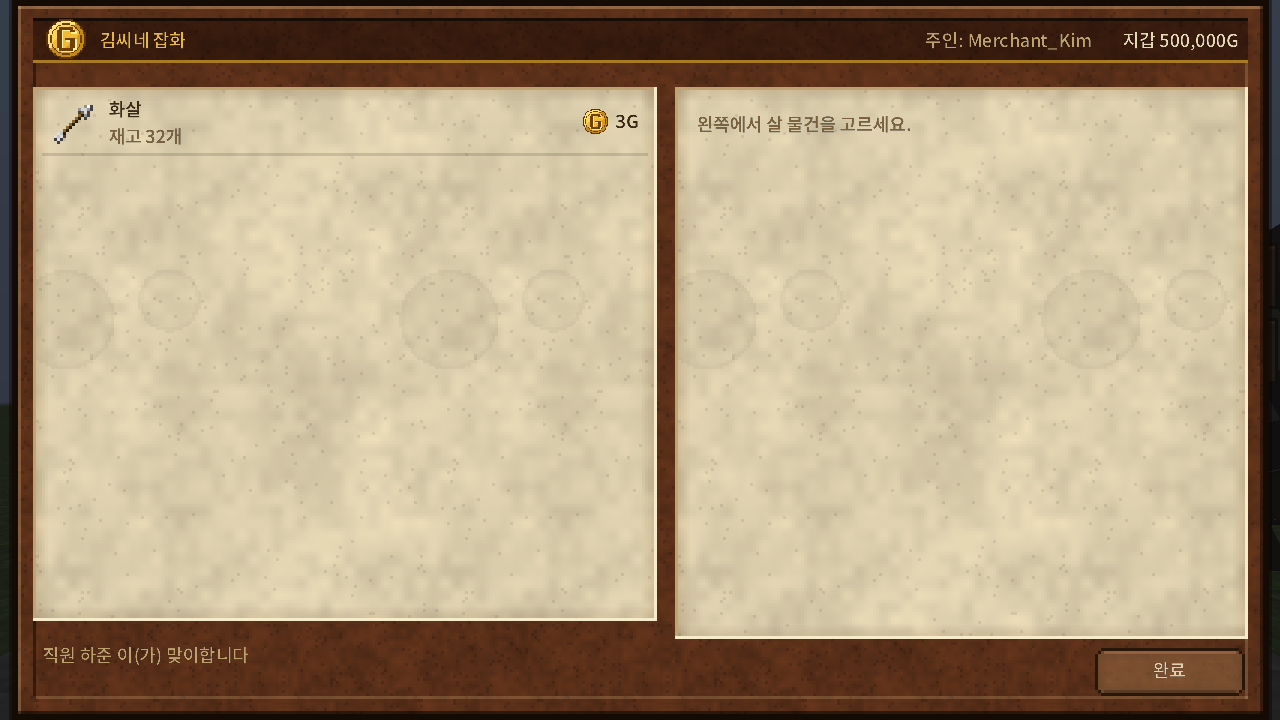 김씨네 잡화
주인: Merchant_Kim
지갑 500,000G
화살
재고 32개
3G
왼쪽에서 살 물건을 고르세요.
직원 하준 이(가) 맞이합니다
완료